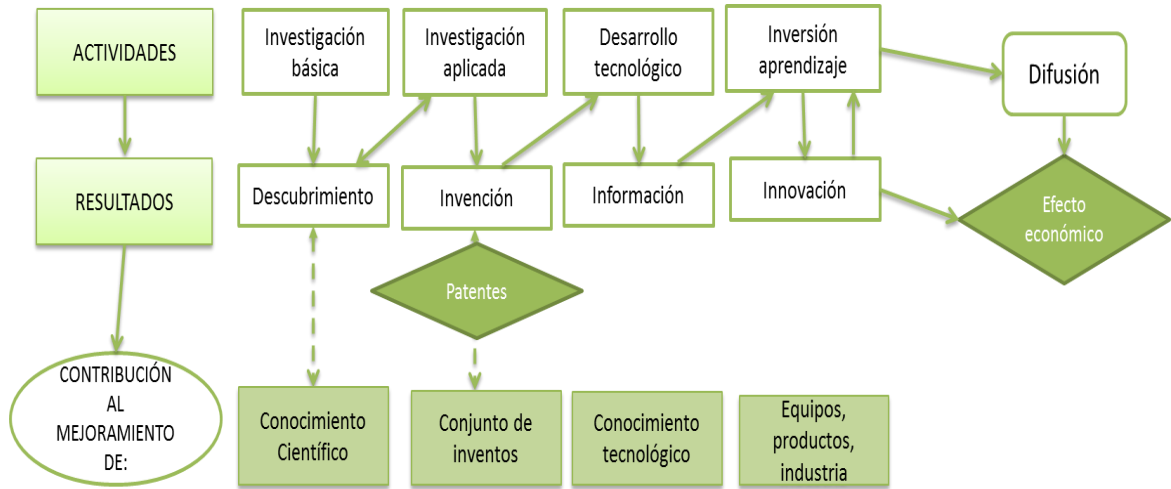 ACTIVIDADES
Investigación
básica
Investigación
aplicada
Desarrollo
tecnológico
Inversión
aprendizaje
Difusión
RESULTADOS
Descubrimiento
Invención
Información
Innovación
Efecto
económico
Patentes
CONTRIBUCIÓN
AL
MEJORAMIENTO
DE:
Conocimiento
Científico
Conjunto de
inventos
Conocimiento
tecnológico
Equipos,
productos,
industria